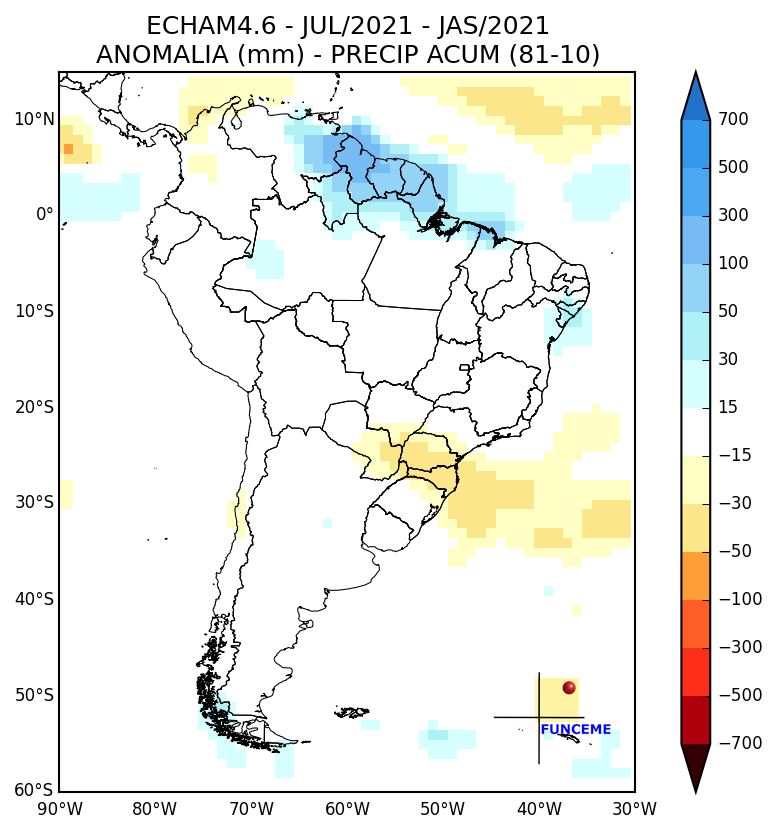 ECHAM4.6 - JUL/2021 - JAS/2021
ANOMALIA (mm) - PRECIP ACUM (81-10)
10°N
0°
10°S
20°S
30°S
40°S
50°S
60°S
90°W 80°W 70°W 60°W 50°W 40°W 30°W
700
500
300
100
50
30
15
−15
−30
−50
−100
−300
−500
−700
FUNCEME